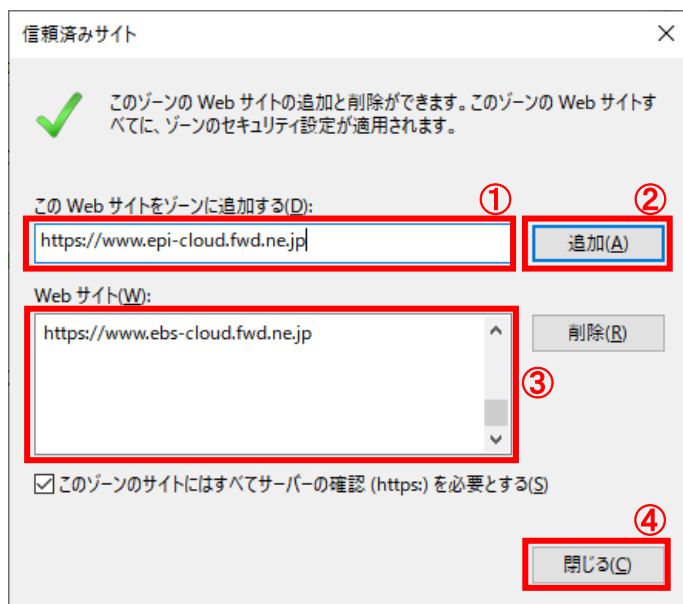 信頼済みサイト
このゾーンの Web サイトの追加と削除ができます。このゾーンの Web サイトす
べてに、ゾーンのセキュリティ設定が適用されます。
この Web サイトをゾーンに追加する(D):
①
②
https://www.epi-cloud.fwd.ne.jp
追加(A)
Web サイト(W):
https://www.ebs-cloud.fwd.ne.jp
削除(R)
③
このゾーンのサイトにはすべてサーバーの確認 (https:) を必要とする(S)
④
閉じる(C)